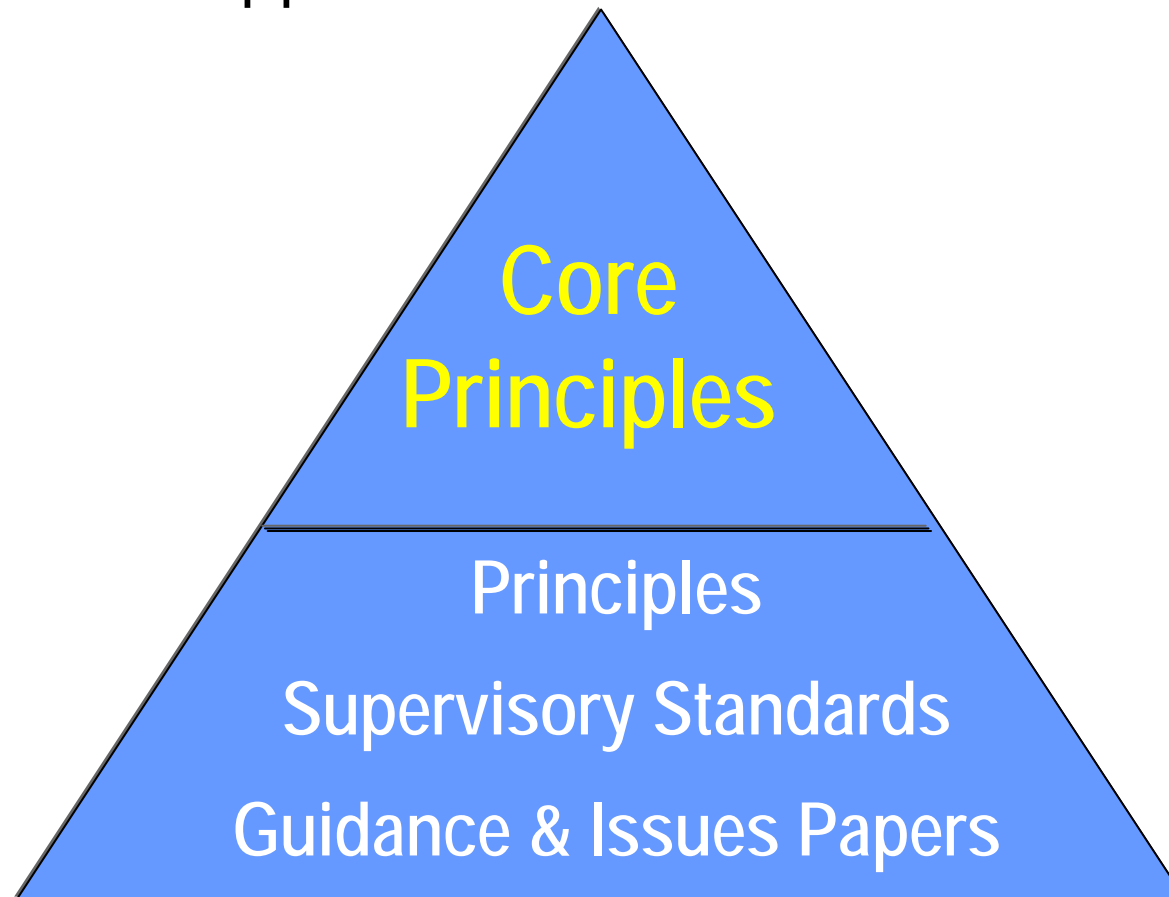 Core
Principles
Principles
Supervisory Standards
Guidance & Issues Papers